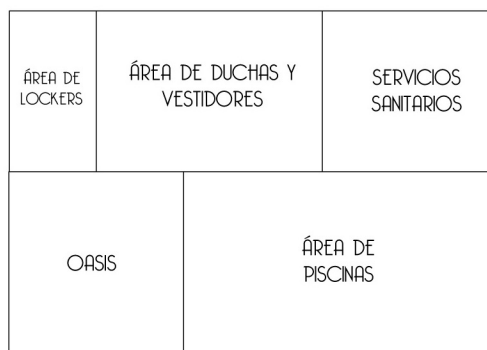 ÁREA DE
LOCKERS
ÁREA DE DUCHAS Y
VESTIDORES
SERVICIOS
SANITARIOS
OASIS
ÁREA DE
PISCINAS